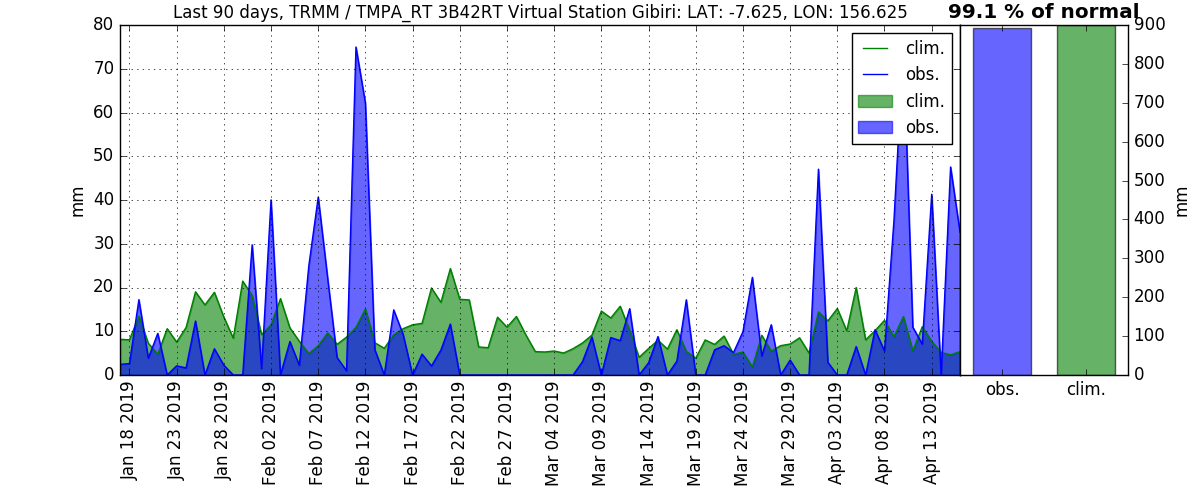 Last 90 days, TRMM / TMPA_RT 3B42RT Virtual Station Gibiri: LAT: -7.625, LON: 156.625
99.1 % of normal
80
70
60
50
40
30
20
10
0
mm
clim.
obs.
clim.
obs.
900
800
700
600
500
400
300
200
100
0
mm
Jan 18 2019
Jan 23 2019
Jan 28 2019
Feb 02 2019
Feb 07 2019
Feb 12 2019
Feb 17 2019
Feb 22 2019
Feb 27 2019
Mar 04 2019
Mar 09 2019
Mar 14 2019
Mar 19 2019
Mar 24 2019
Mar 29 2019
Apr 03 2019
Apr 08 2019
Apr 13 2019
obs.
clim.